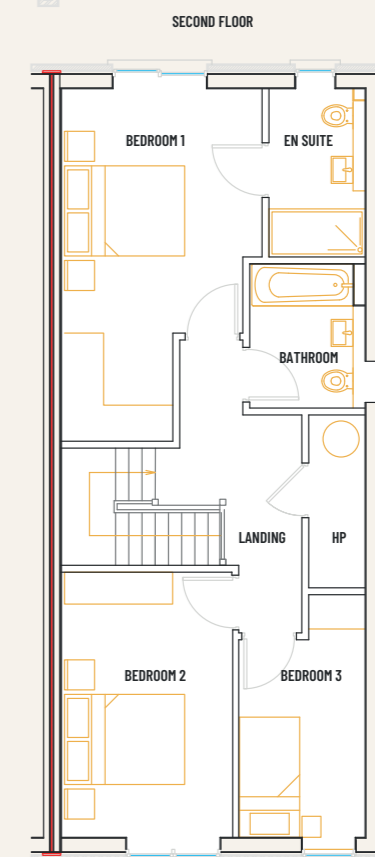 SECOND FLOOR
BEDROOM 1
EN SUITE
BATHROOM
LANDING
HP
BEDROOM 2
BEDROOM 3